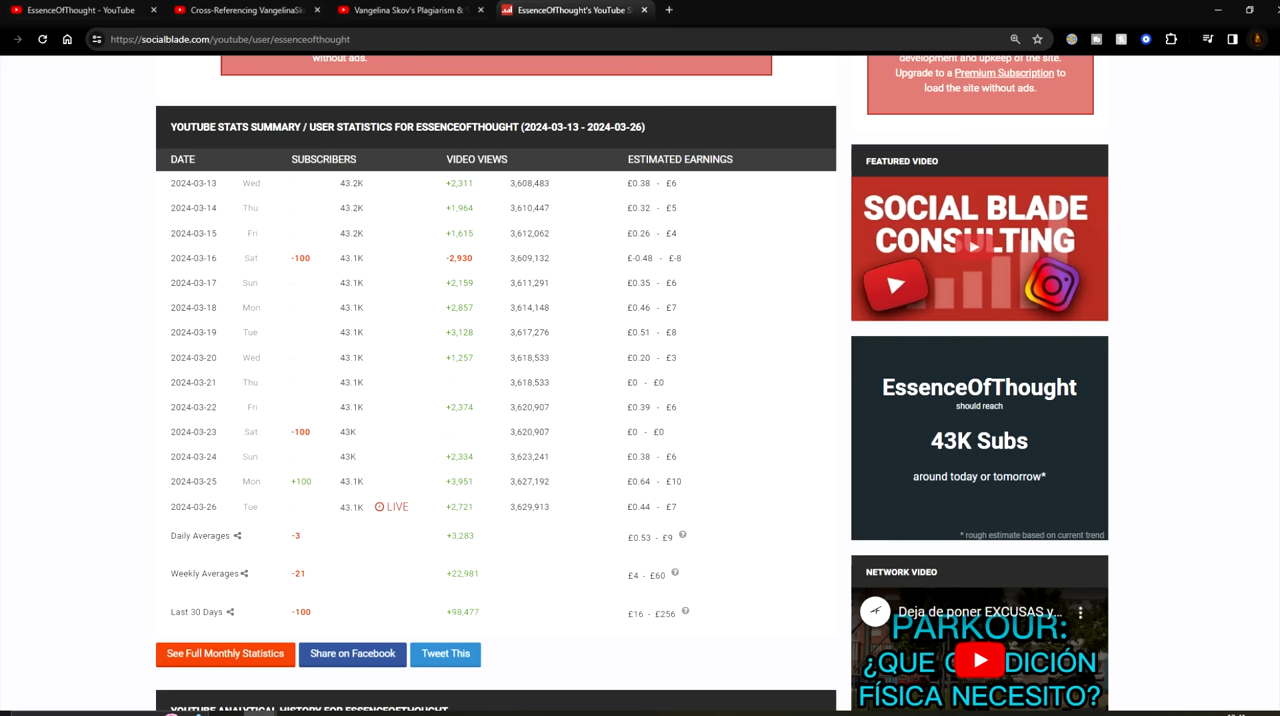 EssenceOfThought - YouTube
Cross-Referencing VangelinaSk
Vangelina Skov's Plagiarism &
EssenceOfThought's YouTube S
https://socialblade.com/youtube/user/essenceofthought
without ads.
development and upkeep of the site.
Upgrade to a Premium Subscription to
load the site without ads.
YOUTUBE STATS SUMMARY / USER STATISTICS FOR ESSENCEOFTHOUGHT (2024-03-13 - 2024-03-26)
DATE SUBSCRIBERS VIDEO VIEWS ESTIMATED EARNINGS
2024-03-13 Wed 43.2K +2,311 3,608,483 £0.38 - £6
2024-03-14 Thu 43.2K +1,964 3,610,447 £0.32 - £5
2024-03-15 Fri 43.2K +1,615 3,612,062 £0.26 - £4
2024-03-16 Sat -100 43.1K -2,930 3,609,132 £-0.48 - £-8
2024-03-17 Sun 43.1K +2,159 3,611,291 £0.35 - £6
2024-03-18 Mon 43.1K +2,857 3,614,148 £0.46 - £7
2024-03-19 Tue 43.1K +3,128 3,617,276 £0.51 - £8
2024-03-20 Wed 43.1K +1,257 3,618,533 £0.20 - £3
2024-03-21 Thu 43.1K 3,618,533 £0 - £0
2024-03-22 Fri 43.1K +2,374 3,620,907 £0.39 - £6
2024-03-23 Sat -100 43K 3,620,907 £0 - £0
2024-03-24 Sun 43K +2,334 3,623,241 £0.38 - £6
2024-03-25 Mon +100 43.1K +3,951 3,627,192 £0.64 - £10
2024-03-26 Tue 43.1K LIVE +2,721 3,629,913 £0.44 - £7
Daily Averages -3 +3,283 £0.53 - £9
Weekly Averages -21 +22,981 £4 - £60
Last 30 Days -100 +98,477 £16 - £256
See Full Monthly Statistics
Share on Facebook
Tweet This
YOUTUBE ANALYTICAL HISTORY FOR ESSENCEOFTHOUGHT
FEATURED VIDEO
SOCIAL BLADE
CONSULTING
EssenceOfThought
should reach
43K Subs
around today or tomorrow*
* rough estimate based on current trend
NETWORK VIDEO
Deja de poner EXCUSAS y...
PARKOUR:
FÍSICA NECESITO?